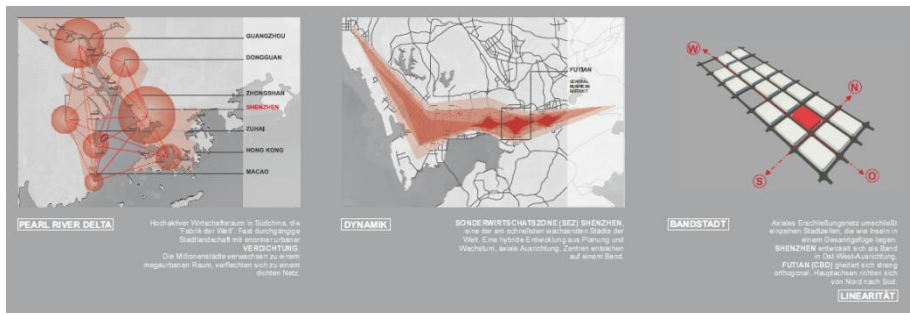 GUANGZHOU
DONGGUAN
ZHONGSHAN
SHENZHEN
ZUHAI
HONG KONG
MACAO
PEARL RIVER DELTA
Hochaktiver Wirtschaftsraum in Südchina, die
"Fabrik der Welt". Fast durchgängige
Stadtlandschaft mit enormer urbaner
VERDICHTUNG.
Die Millionenstädte verwachsen zu einem
megaurbanen Raum, verflechten sich zu einem
dichten Netz.
FUTIAN
CENTRAL
BUSINESS
DISTRICT
DYNAMIK
SONDERWIRTSCHATSZONE (SEZ) SHENZHEN,
eine der am schnellsten wachsenden Städte der
Welt. Eine hybride Entwicklung aus Planung und
Wachstum, axiale Ausrichtung, Zentren entstehen
auf einem Band.
W
N
S
O
BANDSTADT
Axiales Erschließungsnetz umschließt
einzelnen Stadtzellen, die wie Inseln in
einem Gesamtgefüge liegen.
SHENZHEN entwickelt sich als Band
in Ost-West-Ausrichtung,
FUTIAN (CBD) gliedert sich streng
orthogonal, Hauptachsen richten sich
von Nord nach Süd.
LINEARITÄT